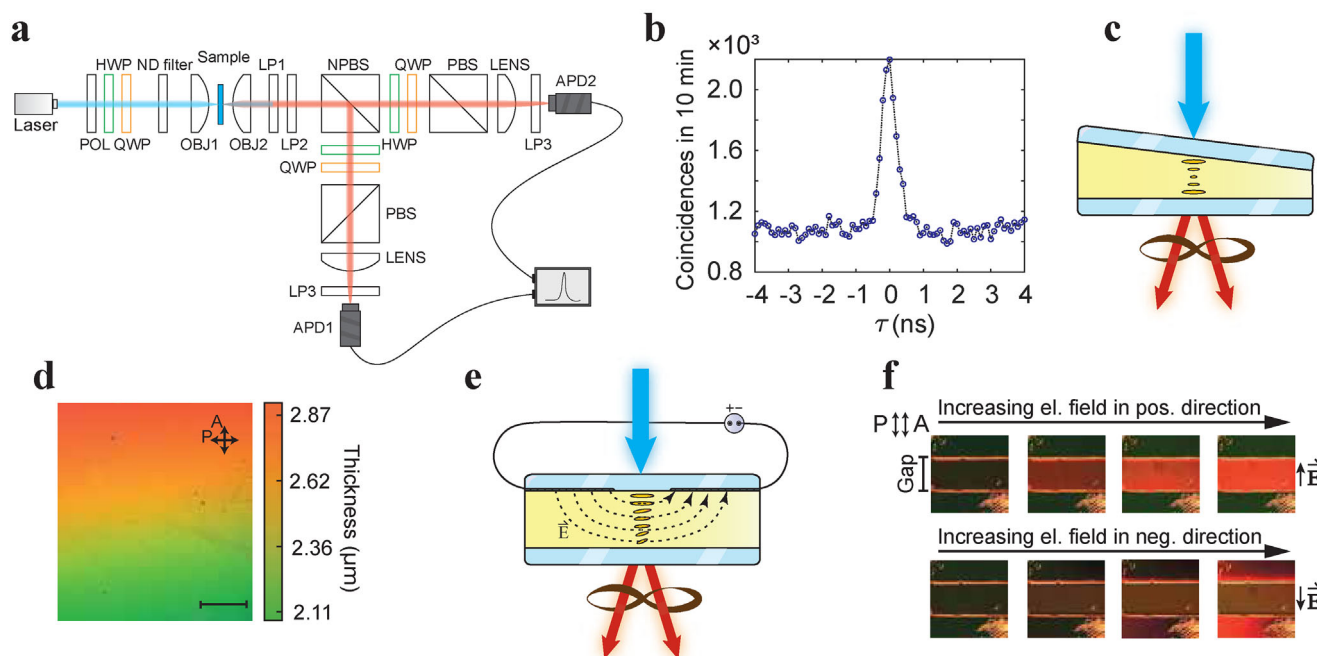 a
HWP
ND filter
Sample
LP1
NPBS
QWP
PBS
LENS
APD2
Laser
POL
QWP
OBJ1
OBJ2
LP2
HWP
LP3
QWP
PBS
LENS
LP3
APD1
b
×10³
Coincidences in 10 min
2.0
1.6
1.2
0.8
-4 -3 -2 -1 0 1 2 3 4
τ (ns)
c
d
A
P
2.87
2.62
2.36
2.11
Thickness (μm)
e
+-
E
f
P A
Increasing el. field in pos. direction
Gap
E
Increasing el. field in neg. direction
E